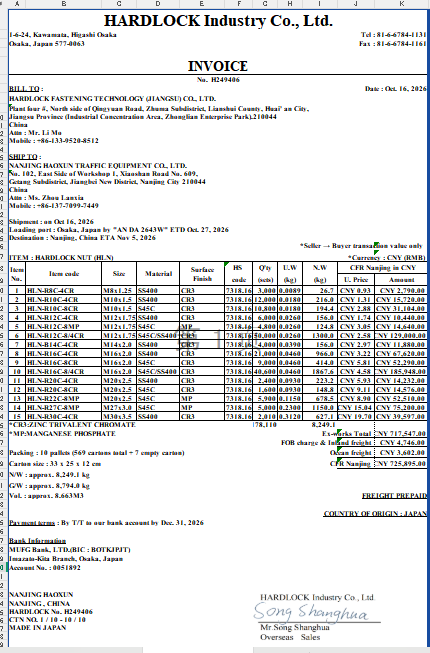 HARDLOCK Industry Co., Ltd.
1-6-24, Kawamata, Higashi Osaka Tel : 81-6-6784-1131
Osaka, Japan 577-0063 Fax : 81-6-6784-1161
INVOICE
No. H249406
BILL TO : Date : Oct. 16, 2026
HARDLOCK FASTENING TECHNOLOGY (JIANGSU) CO., LTD.
Plant four #, North side of Qingyuan Road, Zhuma Subdistrict, Lianshui County, Huai' an City,
Jiangsu Province (Industrial Concentration Area, Zhonglian Enterprise Park),210044
China
Attn : Mr. Li Mo
Mobile : +86-133-9520-8512
SHIP TO :
NANJING HAOXUN TRAFFIC EQUIPMENT CO., LTD.
No. 102, East Side of Workshop 1, Xiaoshan Road No. 609,
Getang Subdistrict, Jiangbei New District, Nanjing City 210044
China
Attn : Ms. Zhou Lanxia
Mobile : +86-137-7099-7449
Shipment : on Oct 16, 2026
Loading port : Osaka, Japan by "AN DA 2643W" ETD Oct. 27, 2026
Destination : Nanjing, China ETA Nov 5, 2026
*Seller → Buyer transaction value only
ITEM : HARDLOCK NUT (HLN) *Currency : CNY (RMB)
Item No. Item code Size Material Surface Finish HS code Q'ty (sets) U.W (kg) N.W (kg) CFR Nanjing in CNY
U. Price Amount
1 HLN-R8C-4CR M8x1.25 SS400 CR3 7318.16 3,000 0.0089 26.7 CNY 0.93 CNY 2,790.00
2 HLN-R10C-4CR M10x1.5 SS400 CR3 7318.16 12,000 0.0180 216.0 CNY 1.31 CNY 15,720.00
3 HLN-R10C-8CR M10x1.5 S45C CR3 7318.16 10,800 0.0180 194.4 CNY 2.88 CNY 31,104.00
4 HLN-R12C-4CR M12x1.75 SS400 CR3 7318.16 6,000 0.0260 156.0 CNY 1.74 CNY 10,440.00
5 HLN-R12C-8MP M12x1.75 S45C MP 7318.16 4,800 0.0260 124.8 CNY 3.05 CNY 14,640.00
6 HLN-R12C-8/4CR M12x1.75 S45C/SS400 CR3 7318.16 50,000 0.0260 1300.0 CNY 2.58 CNY 129,000.00
7 HLN-R14C-4CR M14x2.0 SS400 CR3 7318.16 4,000 0.0390 156.0 CNY 2.97 CNY 11,880.00
8 HLN-R16C-4CR M16x2.0 SS400 CR3 7318.16 21,000 0.0460 966.0 CNY 3.22 CNY 67,620.00
9 HLN-R16C-8CR M16x2.0 S45C CR3 7318.16 9,000 0.0460 414.0 CNY 5.81 CNY 52,290.00
10 HLN-R16C-8/4CR M16x2.0 S45C/SS400 CR3 7318.16 40,600 0.0460 1867.6 CNY 4.58 CNY 185,948.00
11 HLN-R20C-4CR M20x2.5 SS400 CR3 7318.16 2,400 0.0930 223.2 CNY 5.93 CNY 14,232.00
12 HLN-R20C-8CR M20x2.5 S45C CR3 7318.16 1,600 0.0930 148.8 CNY 9.11 CNY 14,576.00
13 HLN-R22C-8MP M20x2.5 S45C MP 7318.16 5,900 0.1150 678.5 CNY 8.90 CNY 52,510.00
14 HLN-R27C-8MP M27x3.0 S45C MP 7318.16 5,000 0.2300 1150.0 CNY 15.04 CNY 75,200.00
15 HLN-R30C-4CR M30x3.5 SS400 CR3 7318.16 2,010 0.3120 627.1 CNY 19.70 CNY 39,597.00
*CR3:ZINC TRIVALENT CHROMATE 178,110 8,249.1
*MP:MANGANESE PHOSPHATE Ex-works Total CNY 717,547.00
FOB charge & Inland freight CNY 4,746.00
Packing : 10 pallets (569 cartons total + 7 empty carton) Ocean freight CNY 3,602.00
Carton size : 33 x 25 x 12 cm CFR Nanjing CNY 725,895.00
N/W : approx. 8,249.1 kg
G/W : approx. 8,794.0 kg
Vol. : approx. 8.663M3 FREIGHT PREPAID
COUNTRY OF ORIGIN : JAPAN
Payment terms : By T/T to our bank account by Dec. 31, 2026
Bank Information
MUFG Bank, LTD.(BIC : BOTKJPJT)
Imazato-Kita Branch, Osaka, Japan
Account No. : 0051892
NANJING HAOXUN
NANJING , CHINA
HARDLOCK No. H249406
CTN NO. 1 / 10 - 10 / 10
MADE IN JAPAN
HARDLOCK Industry Co., Ltd.
Song Shanghua
Mr.Song Shanghua
Overseas Sales